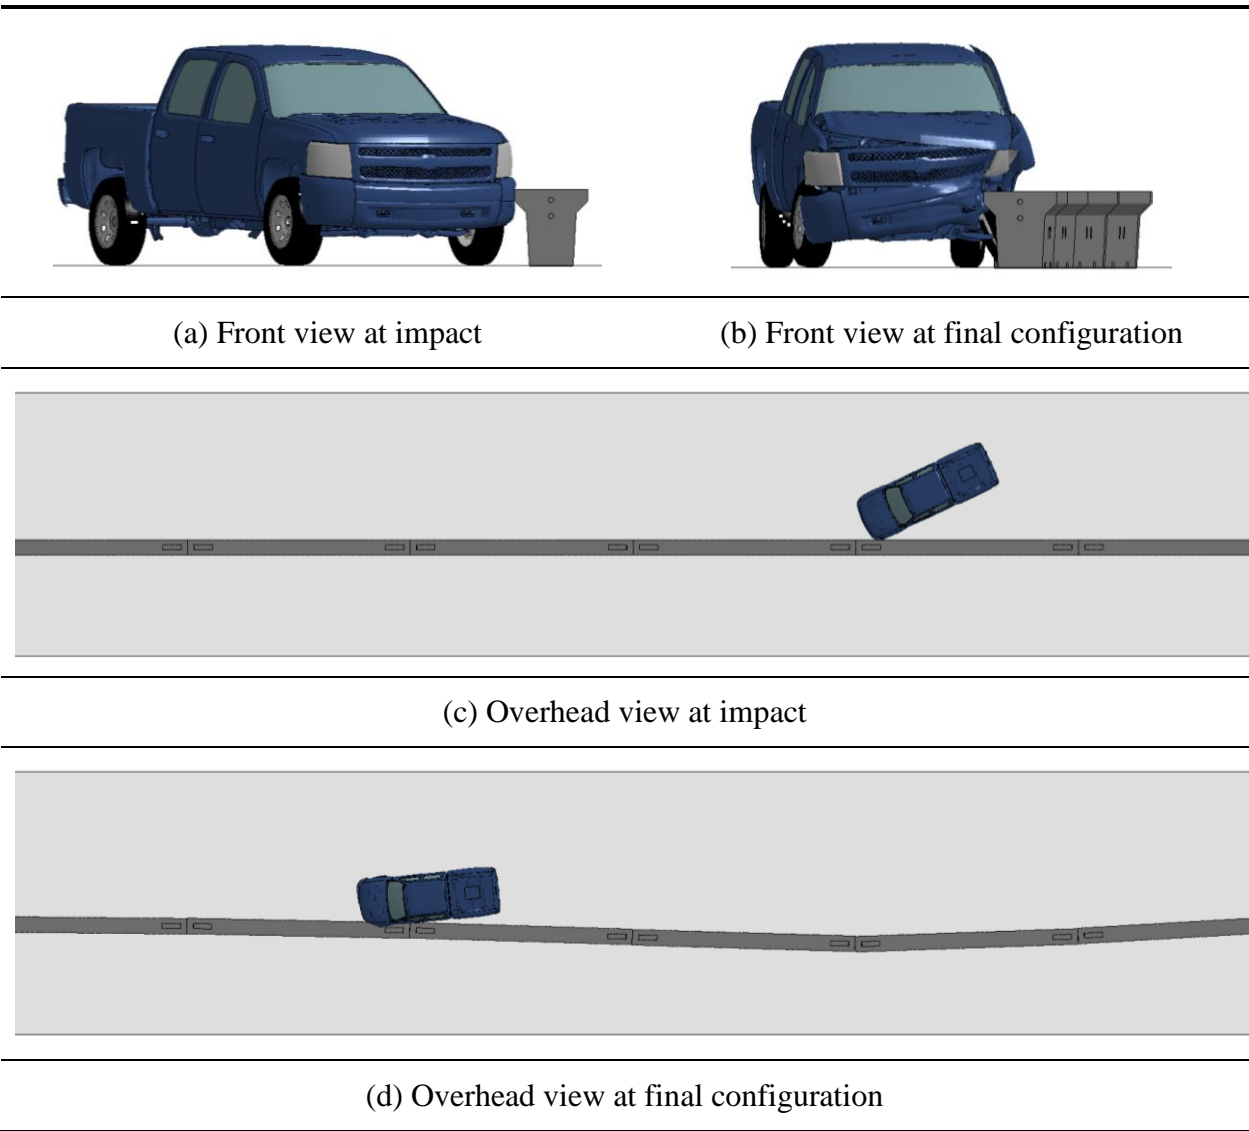 (a) Front view at impact
(b) Front view at final configuration
(c) Overhead view at impact
(d) Overhead view at final configuration